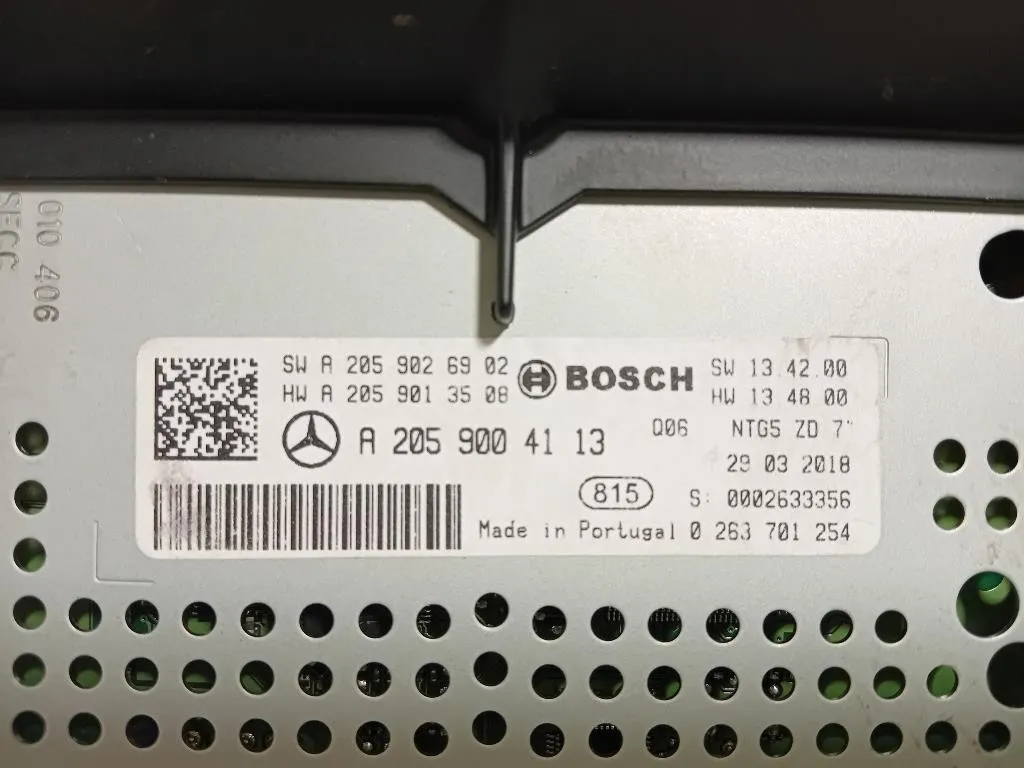 010 406
SECC
SW A 205 902 69 02
HW A 205 901 35 08
BOSCH
SW 13.42.00
HW 13 48 00
A 205 900 41 13
Q06 NTG5 ZD 7"
29 03 2018
815
S: 0002633356
Made in Portugal 0 263 701 254